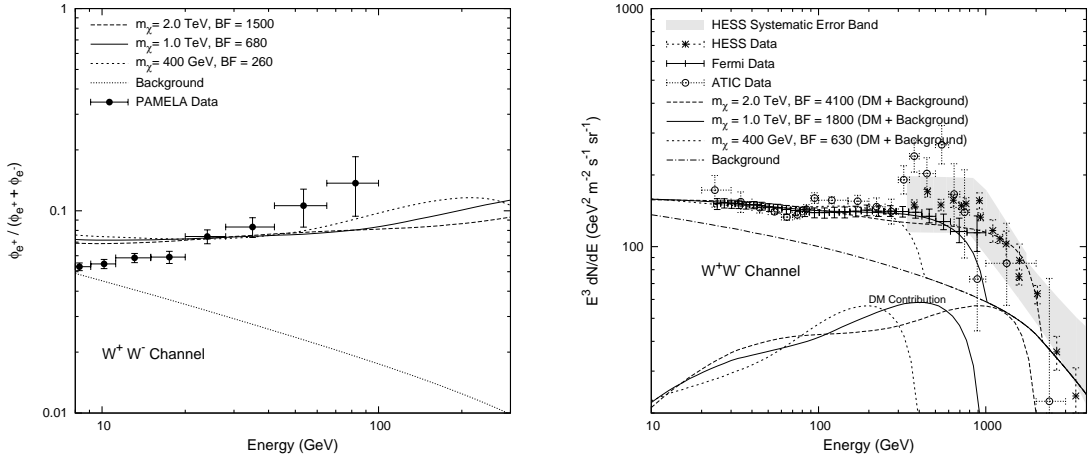 1
0.1
0.01
10
100
Energy (GeV)
ϕe+ / (ϕe+ + ϕe-)
mχ= 2.0 TeV, BF = 1500
mχ= 1.0 TeV, BF = 680
mχ= 400 GeV, BF = 260
Background
PAMELA Data
W+ W- Channel
1000
100
10
100
1000
Energy (GeV)
E3 dN/dE (GeV2 m-2 s-1 sr-1)
HESS Systematic Error Band
HESS Data
Fermi Data
ATIC Data
mχ = 2.0 TeV, BF = 4100 (DM + Background)
mχ = 1.0 TeV, BF = 1800 (DM + Background)
mχ = 400 GeV, BF = 630 (DM + Background)
Background
W+W- Channel
DM Contribution